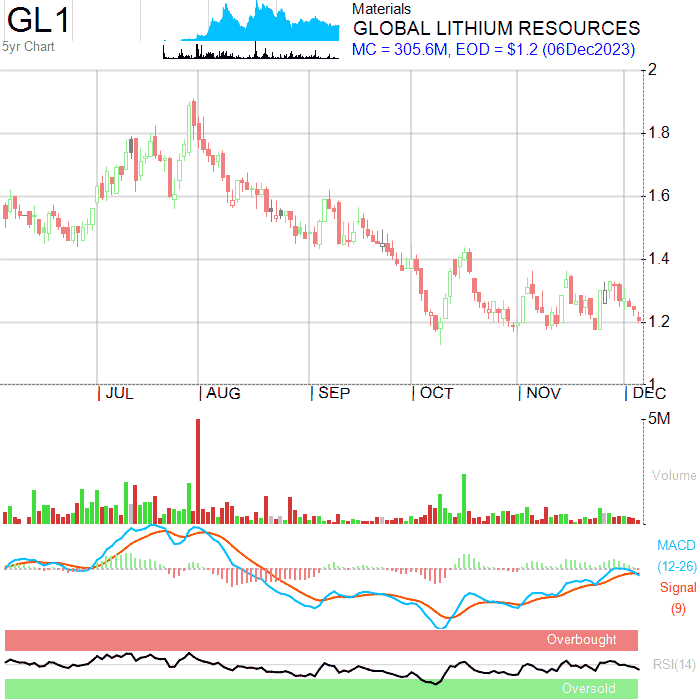 GL1
5yr Chart
Materials
GLOBAL LITHIUM RESOURCES
MC = 305.6M, EOD = $1.2 (06Dec2023)
2
1.8
1.6
1.4
1.2
1
JUL
AUG
SEP
OCT
NOV
DEC
5M
Volume
MACD
(12-26)
Signal
(9)
Overbought
RSI(14)
Oversold